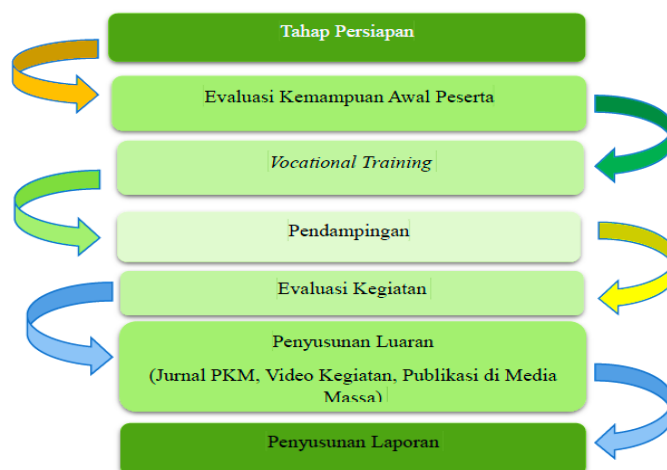 Tahap Persiapan
Evaluasi Kemampuan Awal Peserta
Vocational Training
Pendampingan
Evaluasi Kegiatan
Penyusunan Luaran
(Jurnal PKM, Video Kegiatan, Publikasi di Media
Massa)
Penyusunan Laporan